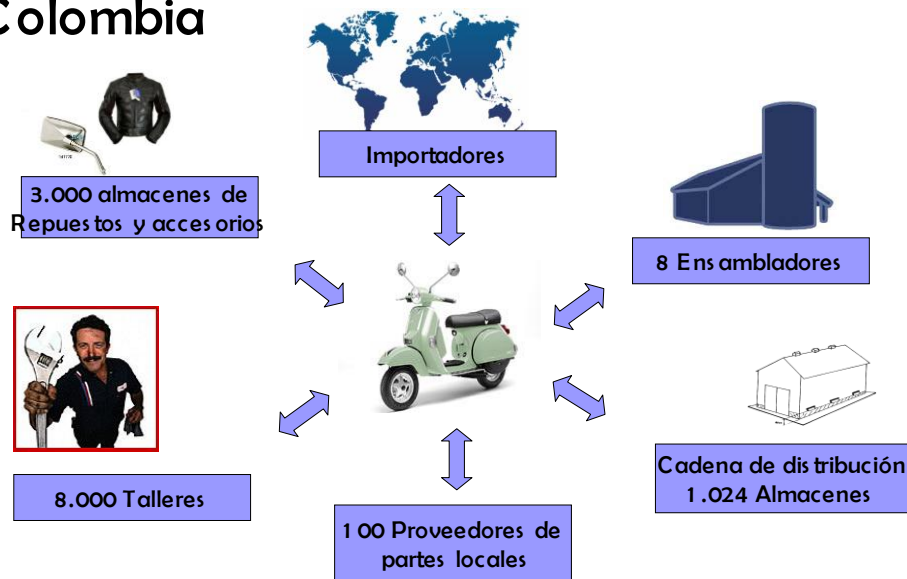 Colombia
Importadores
3.000 almacenes de
Repuestos y accesorios
8 Ensambladores
8.000 Talleres
Cadena de distribución
1.024 Almacenes
100 Proveedores de
partes locales